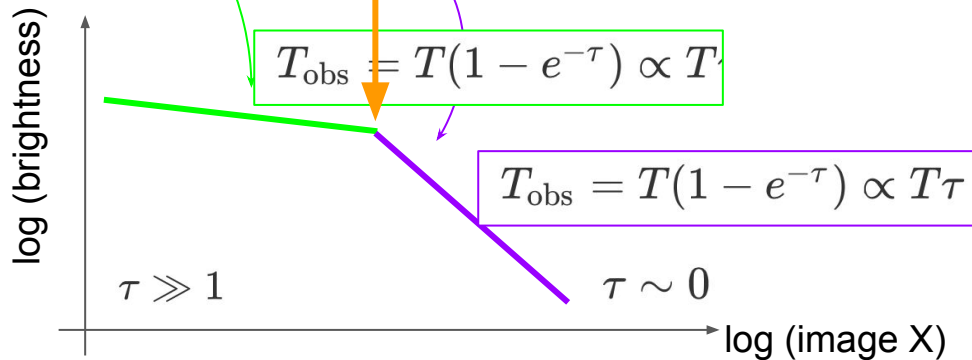 log (brightness)
T_obs = T(1 − e^{−τ}) ∝ T
T_obs = T(1 − e^{−τ}) ∝ Tτ
τ ≫ 1
τ ∼ 0
log (image X)